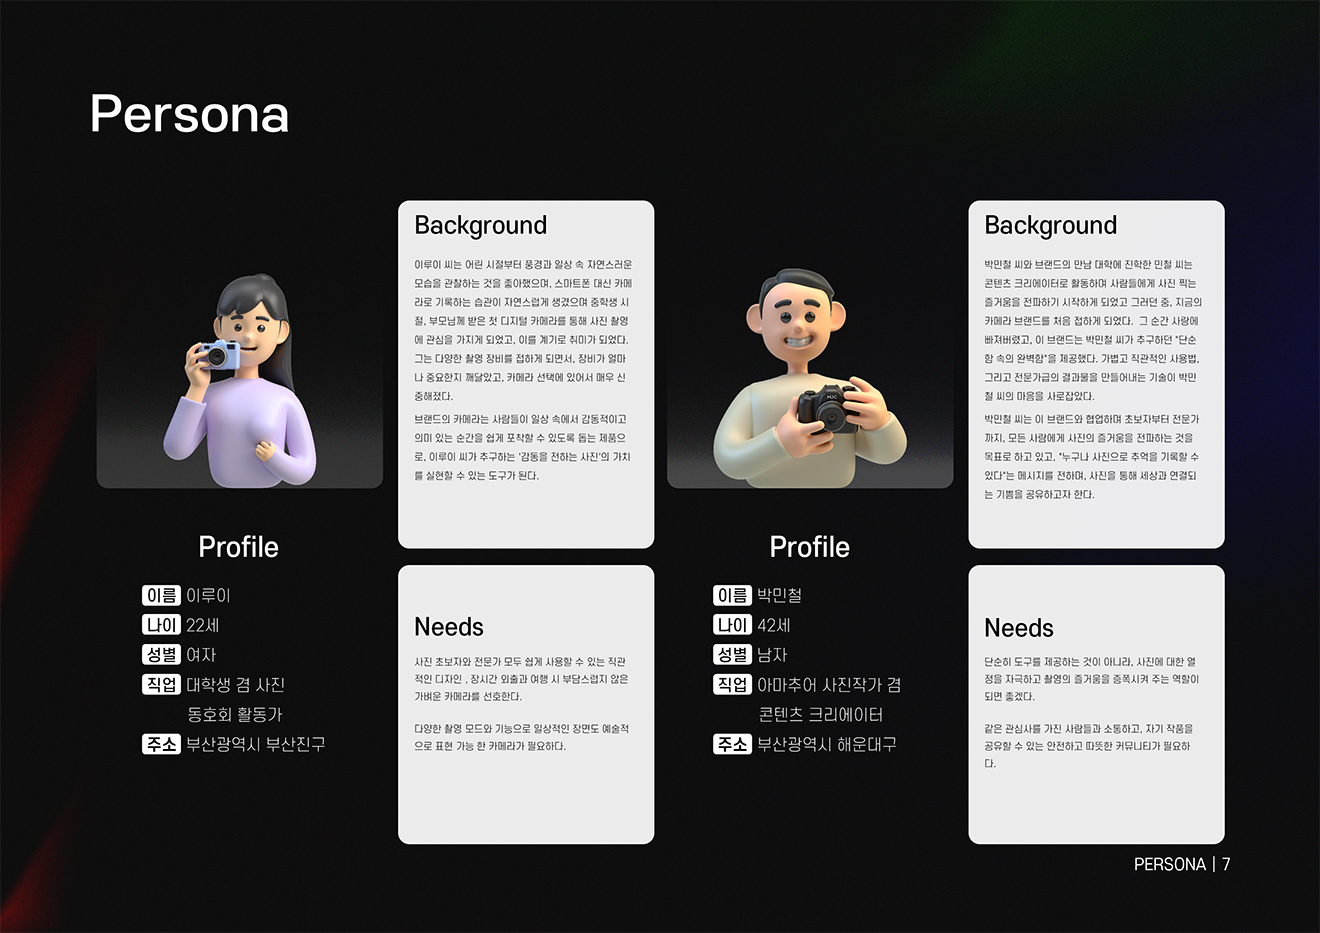 Persona
Background
이루이 씨는 어린 시절부터 풍경과 일상 속 자연스러운
모습을 관찰하는 것을 좋아했으며, 스마트폰 대신 카메
라로 기록하는 습관이 자연스럽게 생겼으며 중학생 시
절, 부모님께 받은 첫 디지털 카메라를 통해 사진 촬영
에 관심을 가지게 되었고, 이를 계기로 취미가 되었다.
그는 다양한 촬영 장비를 접하게 되면서, 장비가 얼마
나 중요한지 깨달았고, 카메라 선택에 있어서 매우 신
중해졌다.
브랜드의 카메라는 사람들이 일상 속에서 감동적이고
의미 있는 순간을 쉽게 포착할 수 있도록 돕는 제품으
로, 이루이 씨가 추구하는 '감동을 전하는 사진'의 가치
를 실현할 수 있는 도구가 된다.
Profile
이름 이루이
나이 22세
성별 여자
직업 대학생 겸 사진
동호회 활동가
주소 부산광역시 부산진구
Needs
사진 초보자와 전문가 모두 쉽게 사용할 수 있는 직관
적인 디자인 , 장시간 외출과 여행 시 부담스럽지 않은
가벼운 카메라를 선호한다.
다양한 촬영 모드와 기능으로 일상적인 장면도 예술적
으로 표현 가능 한 카메라가 필요하다.
Background
박민철 씨와 브랜드의 만남 대학에 진학한 민철 씨는
콘텐츠 크리에이터로 활동하며 사람들에게 사진 찍는
즐거움을 전파하기 시작하게 되었고 그러던 중, 지금의
카메라 브랜드를 처음 접하게 되었다. 그 순간 사랑에
빠져버렸고, 이 브랜드는 박민철 씨가 추구하던 "단순
함 속의 완벽함"을 제공했다. 가볍고 직관적인 사용법,
그리고 전문가급의 결과물을 만들어내는 기술이 박민
철 씨의 마음을 사로잡았다.
박민철 씨는 이 브랜드와 협업하며 초보자부터 전문가
까지, 모든 사람에게 사진의 즐거움을 전파하는 것을
목표로 하고 있고, "누구나 사진으로 추억을 기록할 수
있다"는 메시지를 전하며, 사진을 통해 세상과 연결되
는 기쁨을 공유하고자 한다.
Profile
이름 박민철
나이 42세
성별 남자
직업 아마추어 사진작가 겸
콘텐츠 크리에이터
주소 부산광역시 해운대구
Needs
단순히 도구를 제공하는 것이 아니라, 사진에 대한 열
정을 자극하고 촬영의 즐거움을 증폭시켜 주는 역할이
되면 좋겠다.
같은 관심사를 가진 사람들과 소통하고, 자기 작품을
공유할 수 있는 안전하고 따뜻한 커뮤니티가 필요하
다.
PERSONA | 7